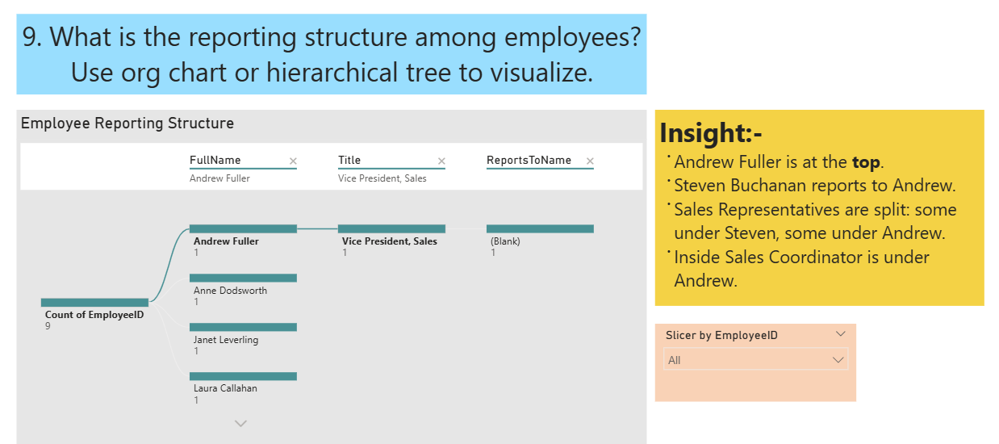 9. What is the reporting structure among employees?
Use org chart or hierarchical tree to visualize.
Employee Reporting Structure
FullName
Andrew Fuller
Title
Vice President, Sales
ReportsToName
Andrew Fuller
1
Vice President, Sales
1
(Blank)
1
Anne Dodsworth
1
Count of EmployeeID
9
Janet Leverling
1
Laura Callahan
1
Insight:-
· Andrew Fuller is at the top.
· Steven Buchanan reports to Andrew.
· Sales Representatives are split: some
under Steven, some under Andrew.
· Inside Sales Coordinator is under
Andrew.
Slicer by EmployeeID
All